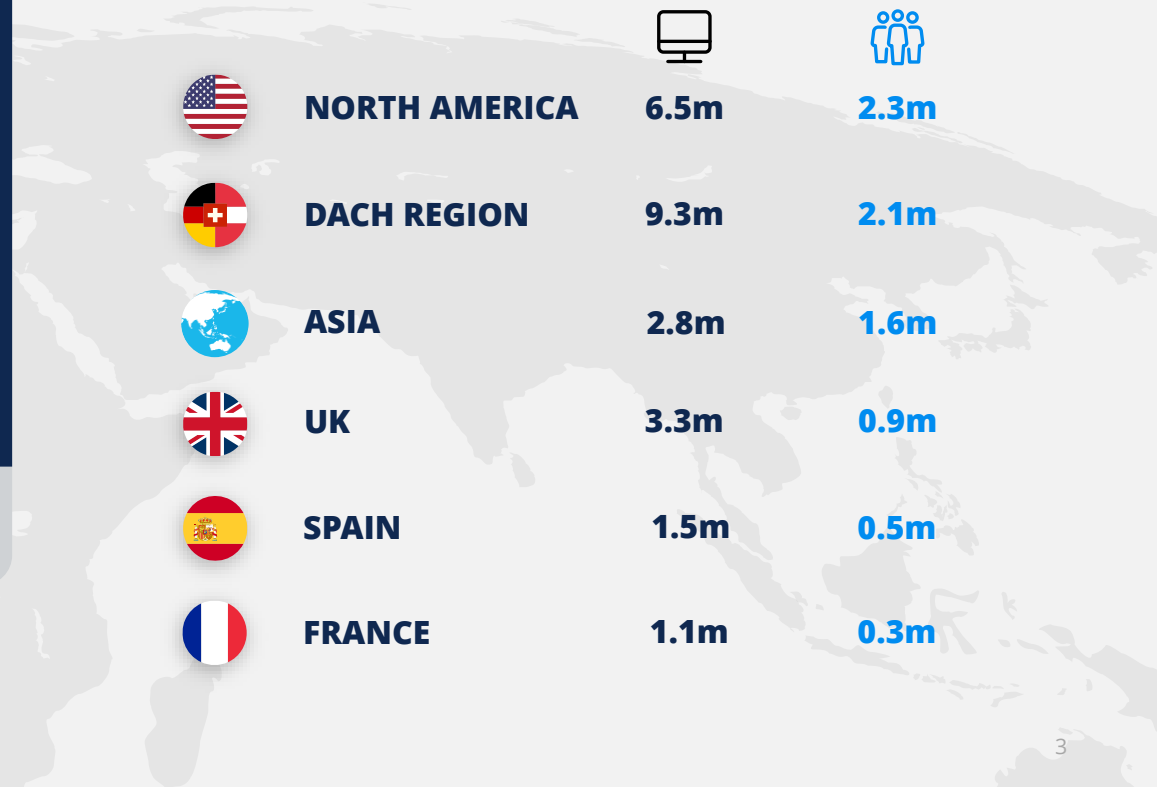 NORTH AMERICA 6.5m 2.3m
DACH REGION 9.3m 2.1m
ASIA 2.8m 1.6m
UK 3.3m 0.9m
SPAIN 1.5m 0.5m
FRANCE 1.1m 0.3m
3